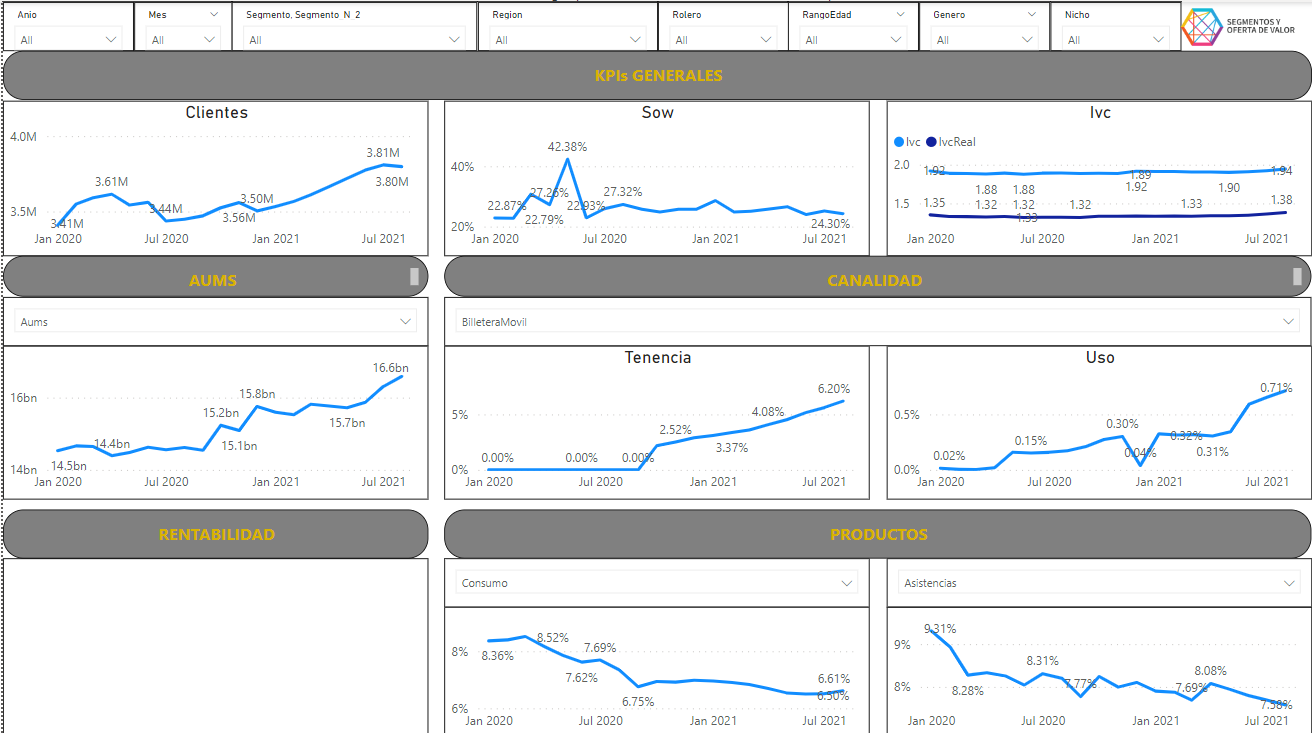 Anio Mes Segmento, Segmento_N_2 Region Rolero RangoEdad Genero Nicho
All All All All All All All All
SEGMENTOS Y
OFERTA DE VALOR
KPIs GENERALES
Clientes
4.0M
3.5M
3.41M 3.61M 3.44M 3.56M 3.50M 3.81M 3.80M
Jan 2020 Jul 2020 Jan 2021 Jul 2021
Sow
40%
20%
22.87% 22.79% 27.26% 42.38% 22.93% 27.32% 24.30%
Jan 2020 Jul 2020 Jan 2021 Jul 2021
Ivc
Ivc IvcReal
2.0
1.5
1.92 1.88 1.88 1.89 1.92 1.90 1.94
1.35 1.32 1.32 1.33 1.32 1.33 1.38
Jan 2020 Jul 2020 Jan 2021 Jul 2021
AUMS
Aums
16bn
14bn
14.5bn 14.4bn 15.2bn 15.1bn 15.8bn 15.7bn 16.6bn
Jan 2020 Jul 2020 Jan 2021 Jul 2021
CANALIDAD
BilleteraMovil
Tenencia
5%
0%
0.00% 0.00% 0.00% 2.52% 3.37% 4.08% 6.20%
Jan 2020 Jul 2020 Jan 2021 Jul 2021
Uso
0.5%
0.0%
0.02% 0.15% 0.30% 0.04% 0.32% 0.31% 0.71%
Jan 2020 Jul 2020 Jan 2021 Jul 2021
RENTABILIDAD
PRODUCTOS
Consumo
8%
6%
8.36% 8.52% 7.62% 7.69% 6.75% 6.61% 6.50%
Jan 2020 Jul 2020 Jan 2021 Jul 2021
Asistencias
9%
8%
9.31% 8.28% 8.31% 7.77% 7.69% 8.08% 7.58%
Jan 2020 Jul 2020 Jan 2021 Jul 2021